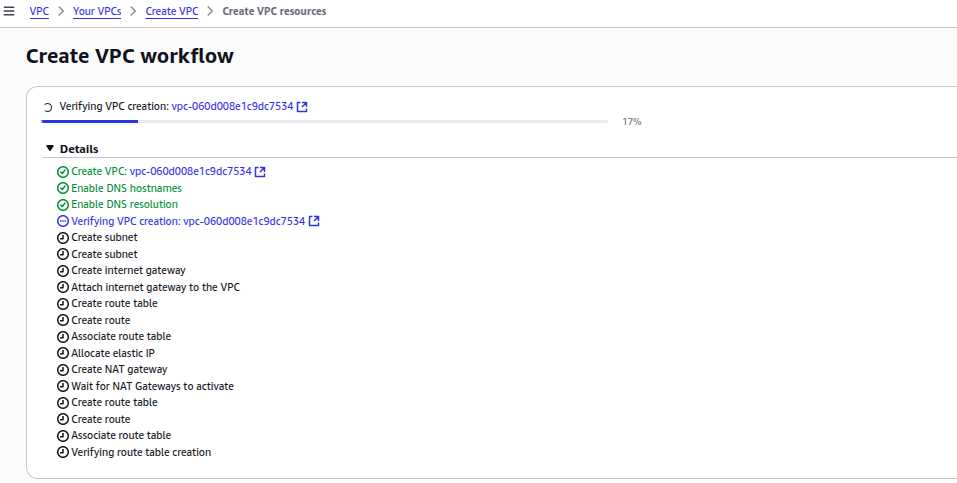 VPC > Your VPCs > Create VPC > Create VPC resources
Create VPC workflow
Verifying VPC creation: vpc-060d008e1c9dc7534
17%
Details
Create VPC: vpc-060d008e1c9dc7534
Enable DNS hostnames
Enable DNS resolution
Verifying VPC creation: vpc-060d008e1c9dc7534
Create subnet
Create subnet
Create internet gateway
Attach internet gateway to the VPC
Create route table
Create route
Associate route table
Allocate elastic IP
Create NAT gateway
Wait for NAT Gateways to activate
Create route table
Create route
Associate route table
Verifying route table creation